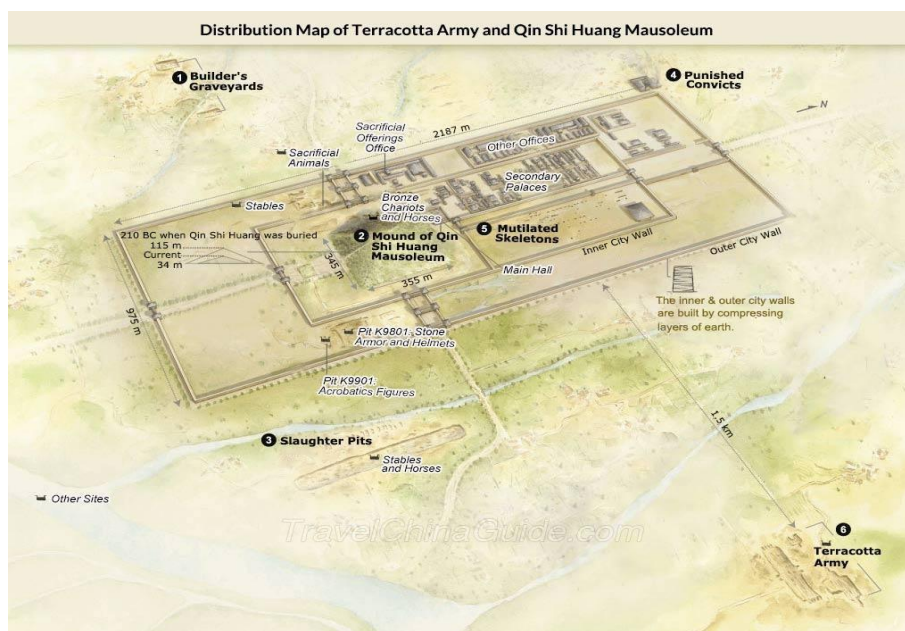 Distribution Map of Terracotta Army and Qin Shi Huang Mausoleum
1 Builder's
Graveyards
4 Punished
Convicts
N
2187 m
Sacrificial
Offerings
Office
Other Offices
Sacrificial
Animals
Secondary
Palaces
Stables
Bronze
Chariots
and Horses
210 BC when Qin Shi Huang was buried
115 m
Current
34 m
2 Mound of Qin
Shi Huang
Mausoleum
345 m
355 m
5 Mutilated
Skeletons
Inner City Wall
Outer City Wall
Main Hall
The inner & outer city walls
are built by compressing
layers of earth.
975 m
Pit K9801: Stone
Armor and Helmets
Pit K9901:
Acrobatics Figures
1.5 km
3 Slaughter Pits
Stables
and Horses
Other Sites
TravelChinaGuide.com
6
Terracotta
Army